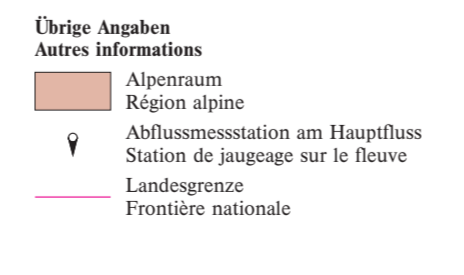 Übrige Angaben
Autres informations
Alpenraum
Région alpine
Abflussmessstation am Hauptfluss
Station de jaugeage sur le fleuve
Landesgrenze
Frontière nationale